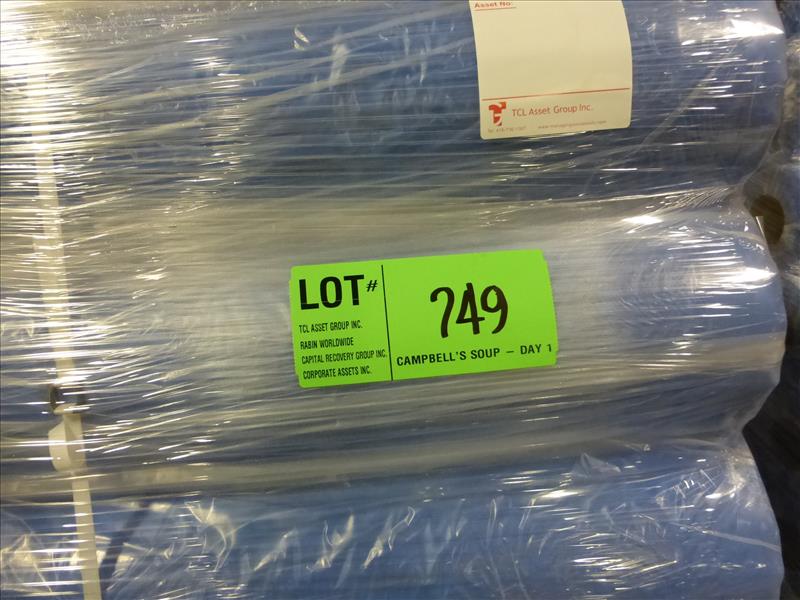 Asset No:
TCL Asset Group Inc.
LOT# 749
TCL ASSET GROUP INC.
RABIN WORLDWIDE
CAPITAL RECOVERY GROUP INC.
CORPORATE ASSETS INC.
CAMPBELL'S SOUP – DAY 1